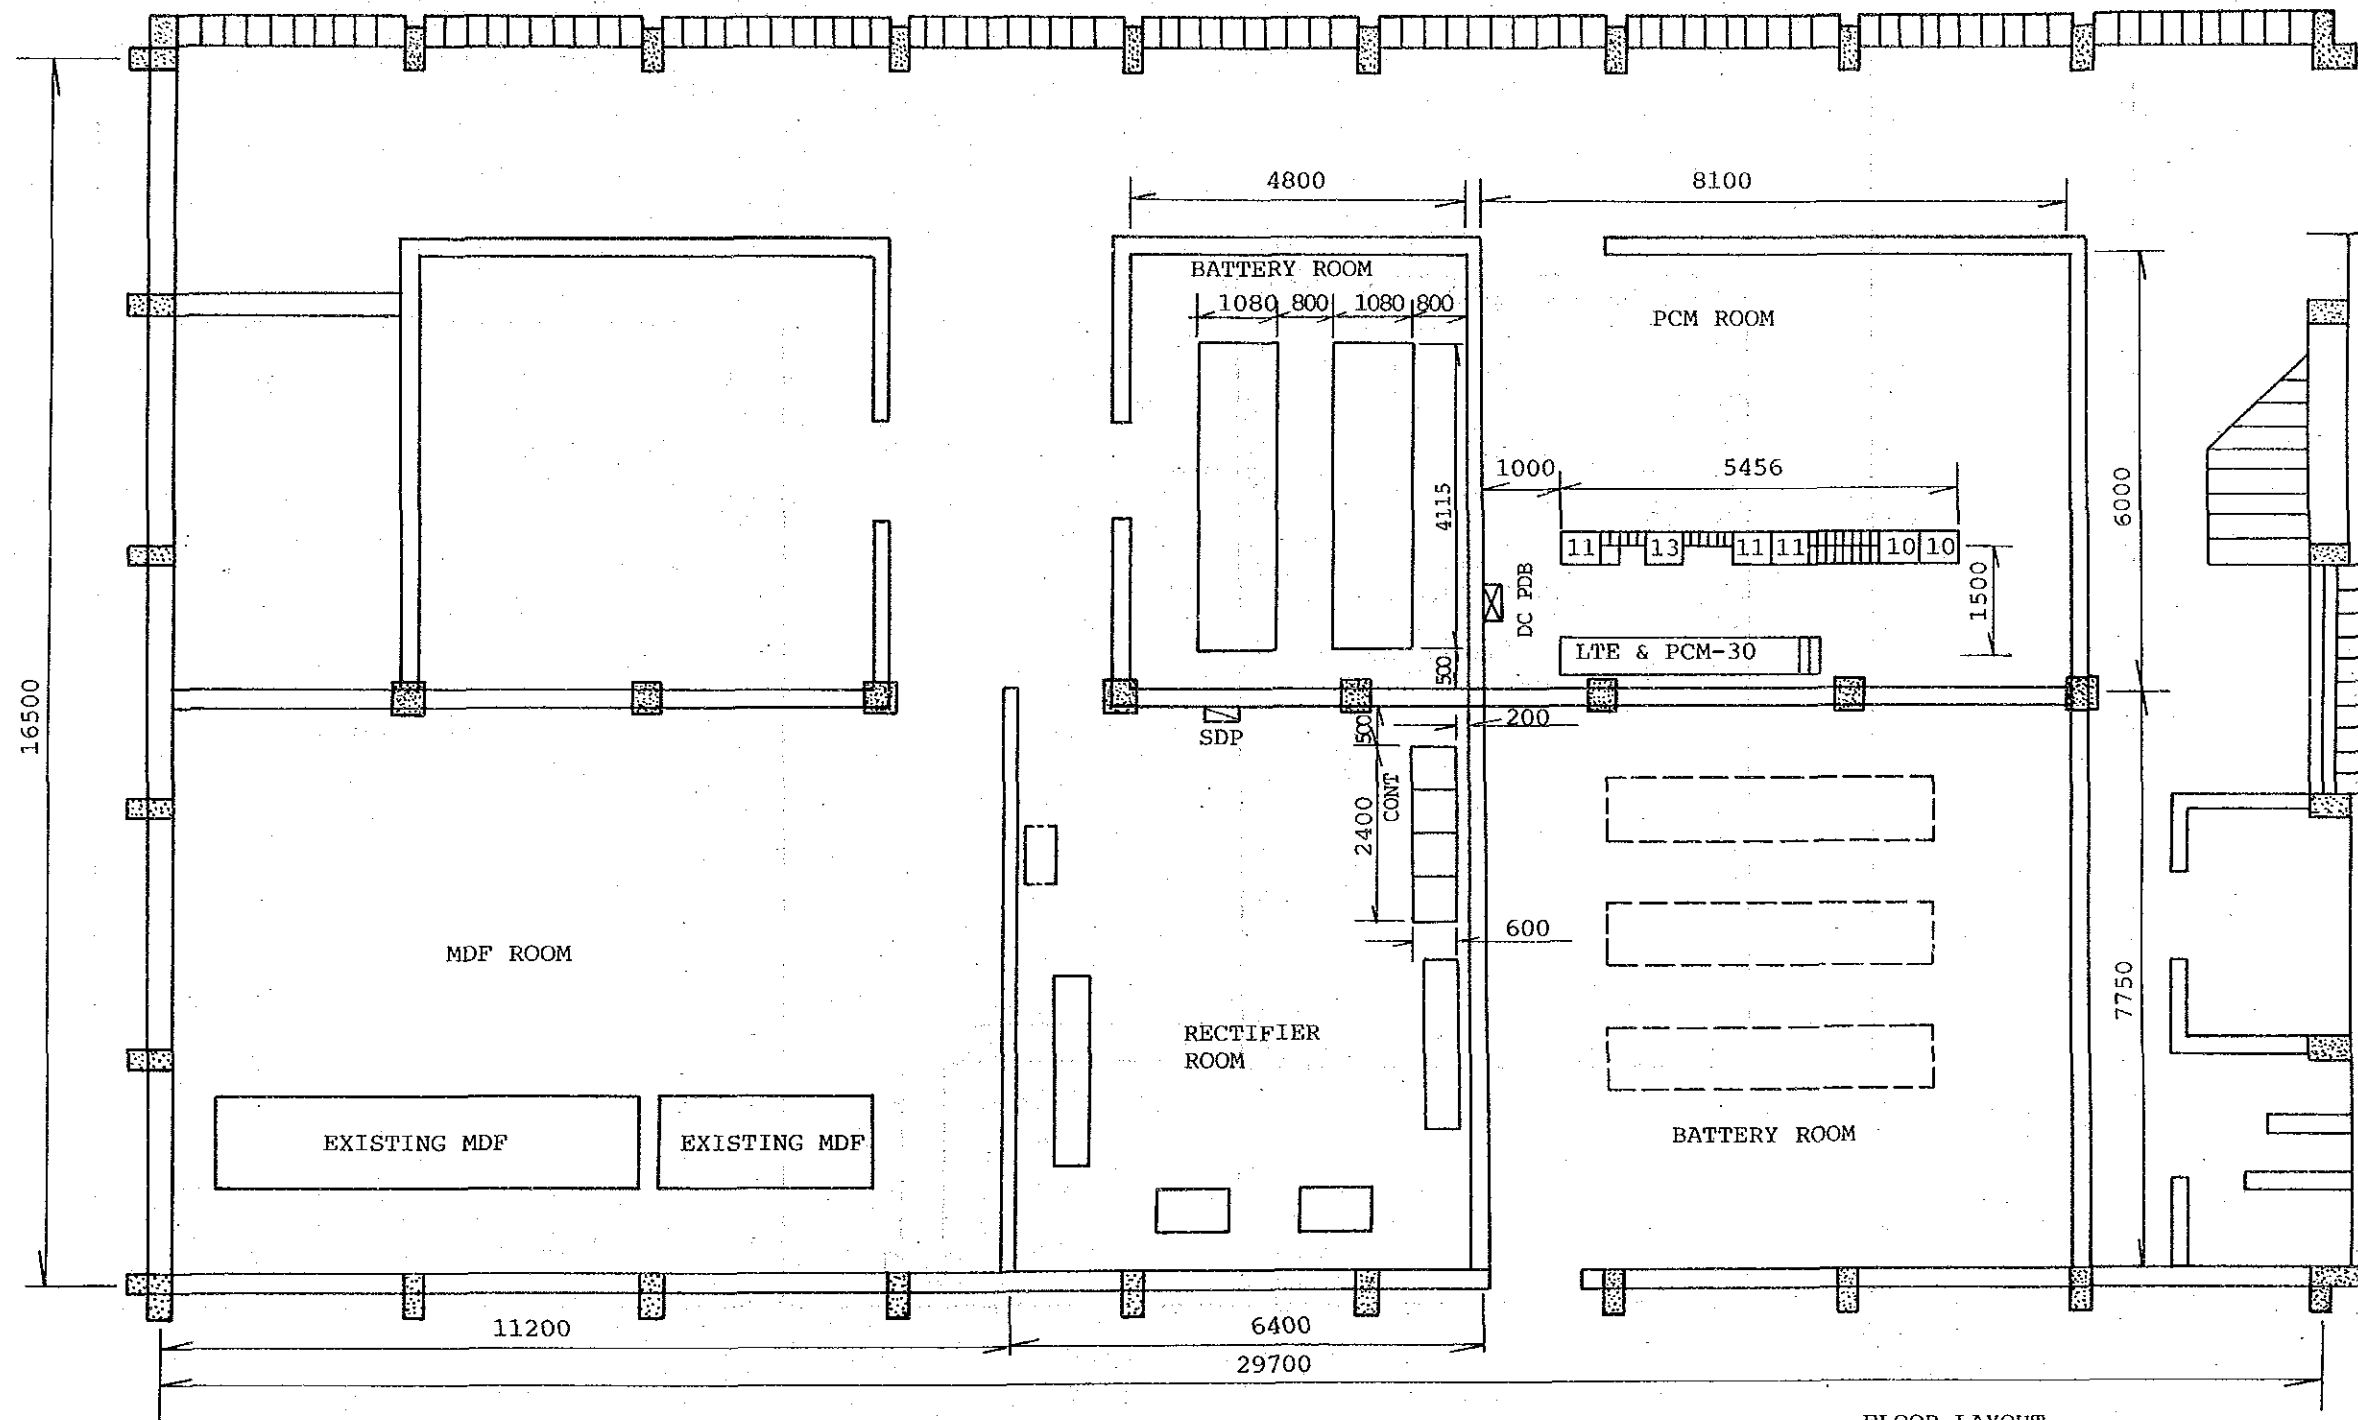 4800
8100
BATTERY ROOM
1080 800 1080 800
PCM ROOM
1000
5456
4115
6000
11 13 11 11 10 10
DC PDB
1500
LTE & PCM-30
500
16500
SDP
500
200
CONT
2400
600
MDF ROOM
7750
RECTIFIER
ROOM
EXISTING MDF
EXISTING MDF
BATTERY ROOM
11200
6400
29700
FLOOR LAYOUT